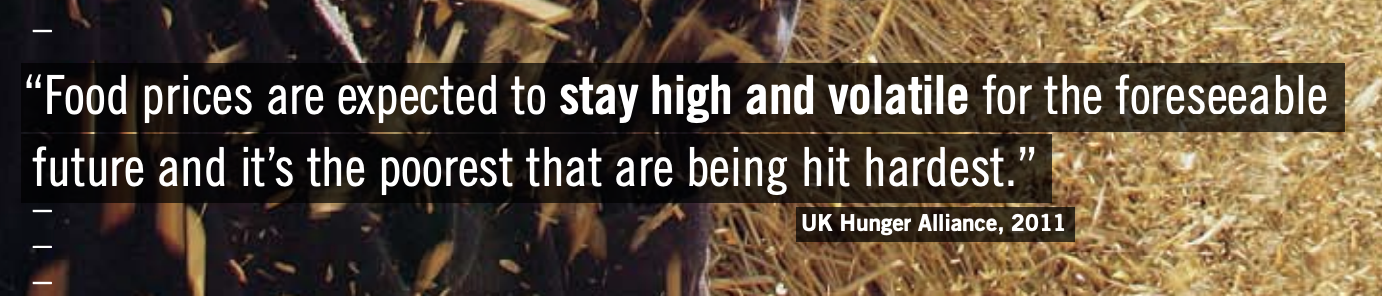 “Food prices are expected to stay high and volatile for the foreseeable
future and it’s the poorest that are being hit hardest.”
UK Hunger Alliance, 2011